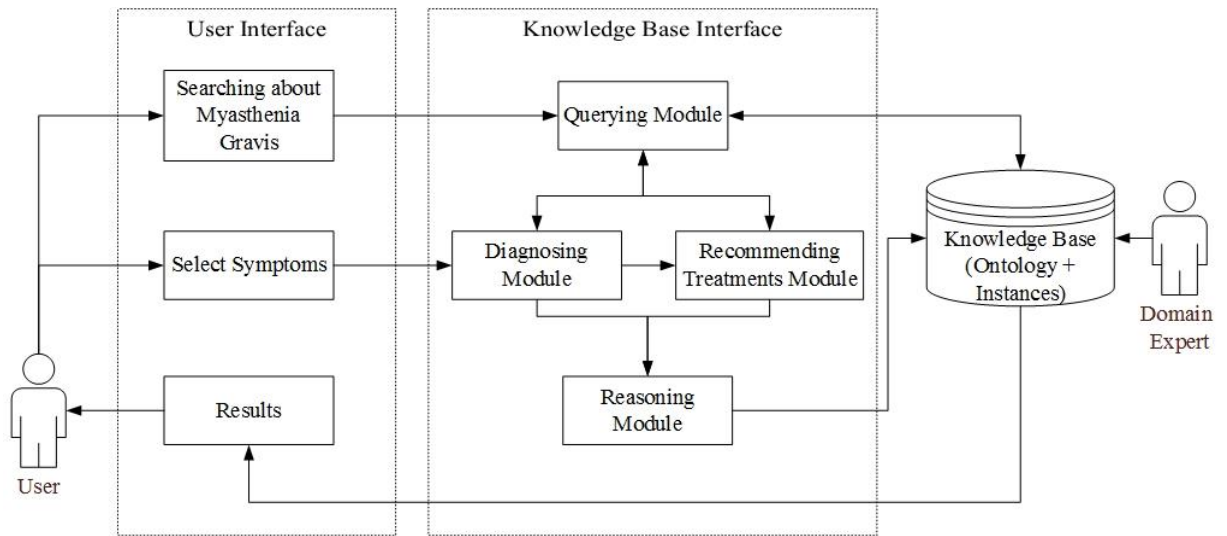 User Interface
Knowledge Base Interface
Searching about
Myasthenia
Gravis
Querying Module
Select Symptoms
Diagnosing
Module
Recommending
Treatments Module
Knowledge Base
(Ontology +
Instances)
Domain
Expert
Results
Reasoning
Module
User